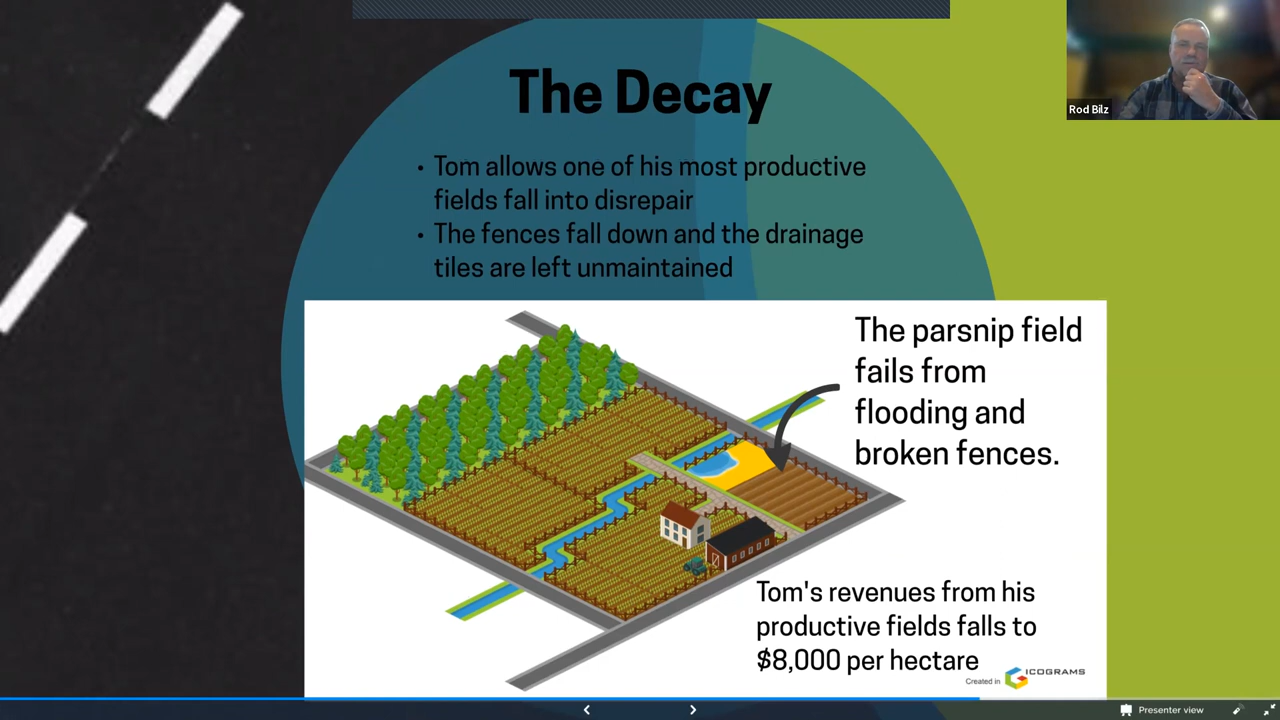 The Decay
Rod Bilz
• Tom allows one of his most productive
fields fall into disrepair
• The fences fall down and the drainage
tiles are left unmaintained
The parsnip field
fails from
flooding and
broken fences.
Tom's revenues from his
productive fields falls to
$8,000 per hectare
Created in ICOGRAMS
Presenter view